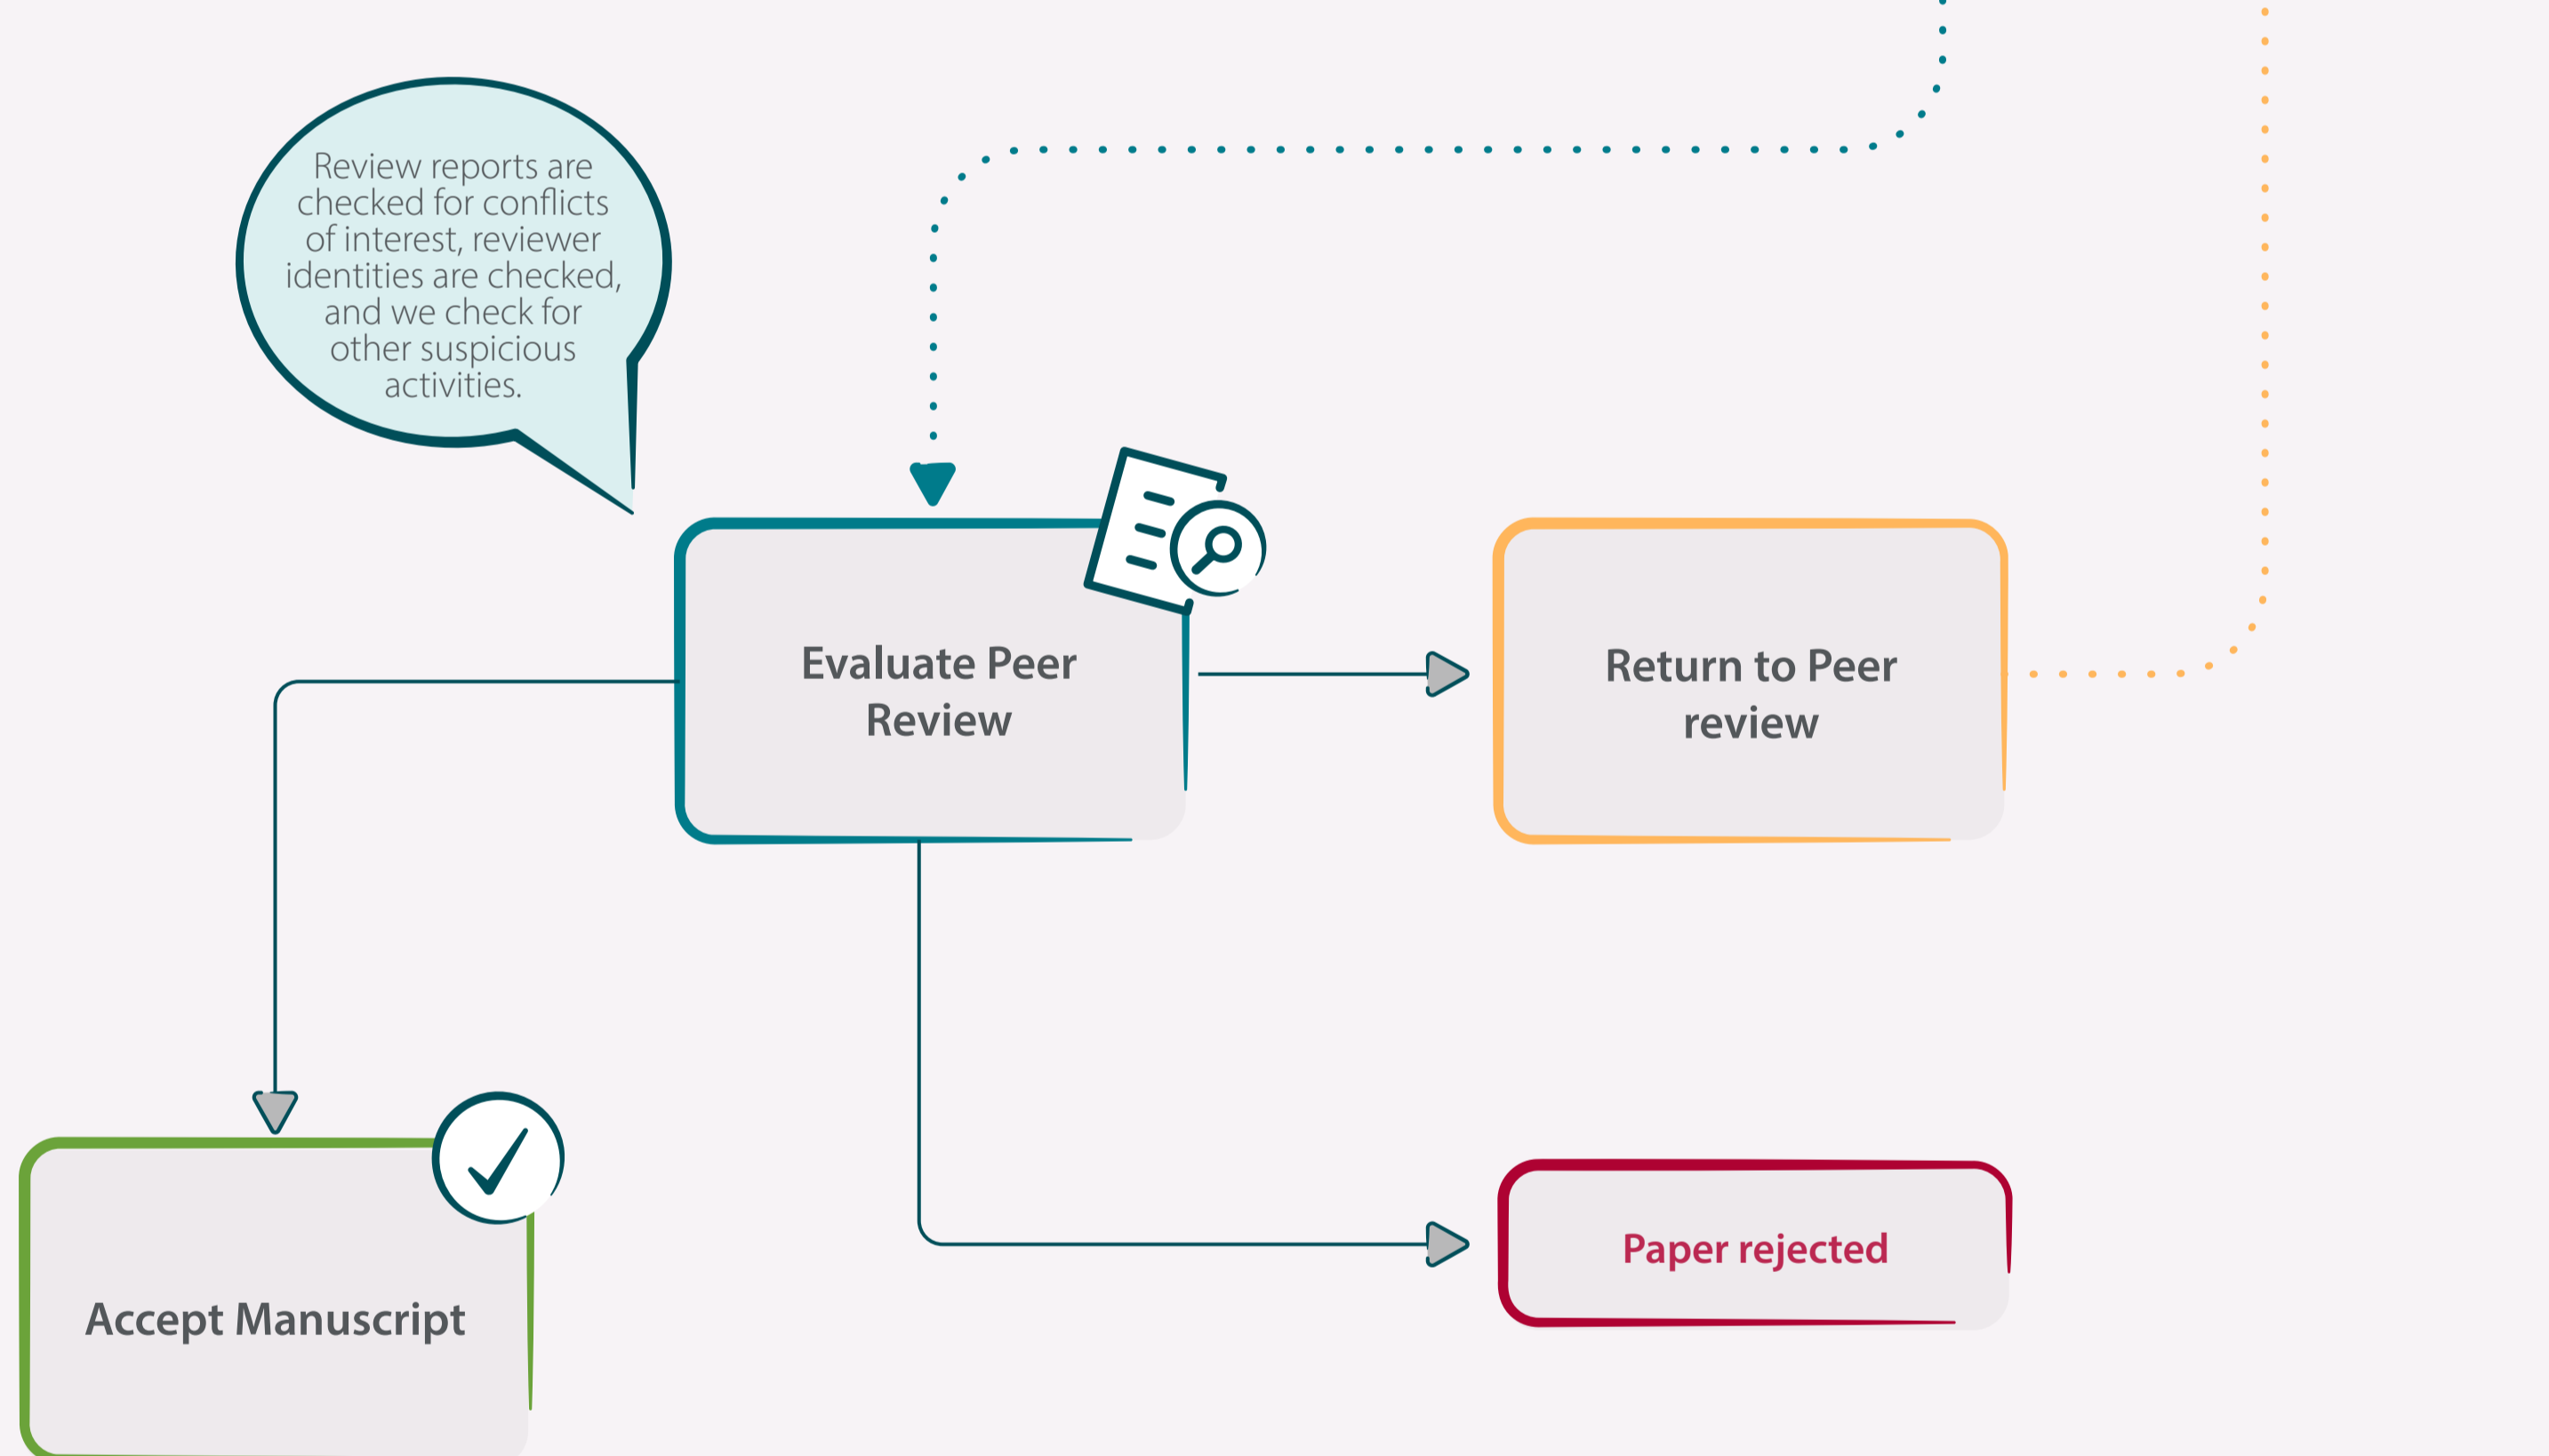 Review reports are
checked for conflicts
of interest, reviewer
identities are checked,
and we check for
other suspicious
activities.
Evaluate Peer
Review
Return to Peer
review
Accept Manuscript
Paper rejected